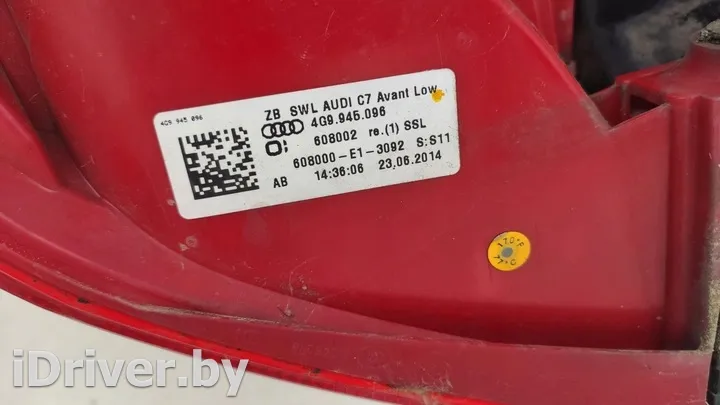 ZB SWL AUDI C7 Avant Low
4G9 945 096
4G9.945.096
608002 re.(1) SSL
608000-E1-3092 S:S11
AB 14:36:06 23.06.2014
iDriver.by